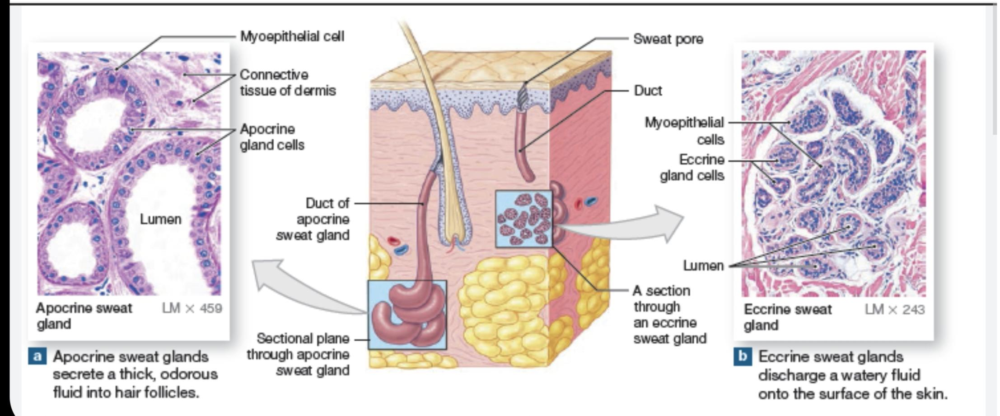 Myoepithelial cell
Connective
tissue of dermis
Apocrine
gland cells
Lumen
Apocrine sweat
gland
LM × 459
a Apocrine sweat glands
secrete a thick, odorous
fluid into hair follicles.
Duct of
apocrine
sweat gland
Sectional plane
through apocrine
sweat gland
Sweat pore
Duct
Myoepithelial
cells
Eccrine
gland cells
Lumen
A section
through
an eccrine
sweat gland
Eccrine sweat
gland
LM × 243
b Eccrine sweat glands
discharge a watery fluid
onto the surface of the skin.